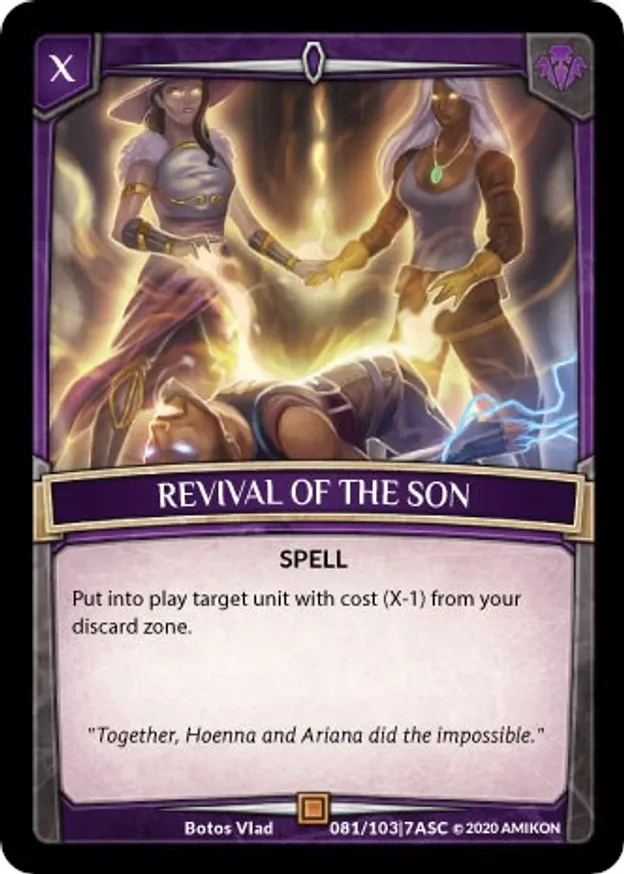 X
REVIVAL OF THE SON
SPELL
Put into play target unit with cost (X-1) from your
discard zone.
"Together, Hoenna and Ariana did the impossible."
Botos Vlad 081/103|7ASC © 2020 AMIKON